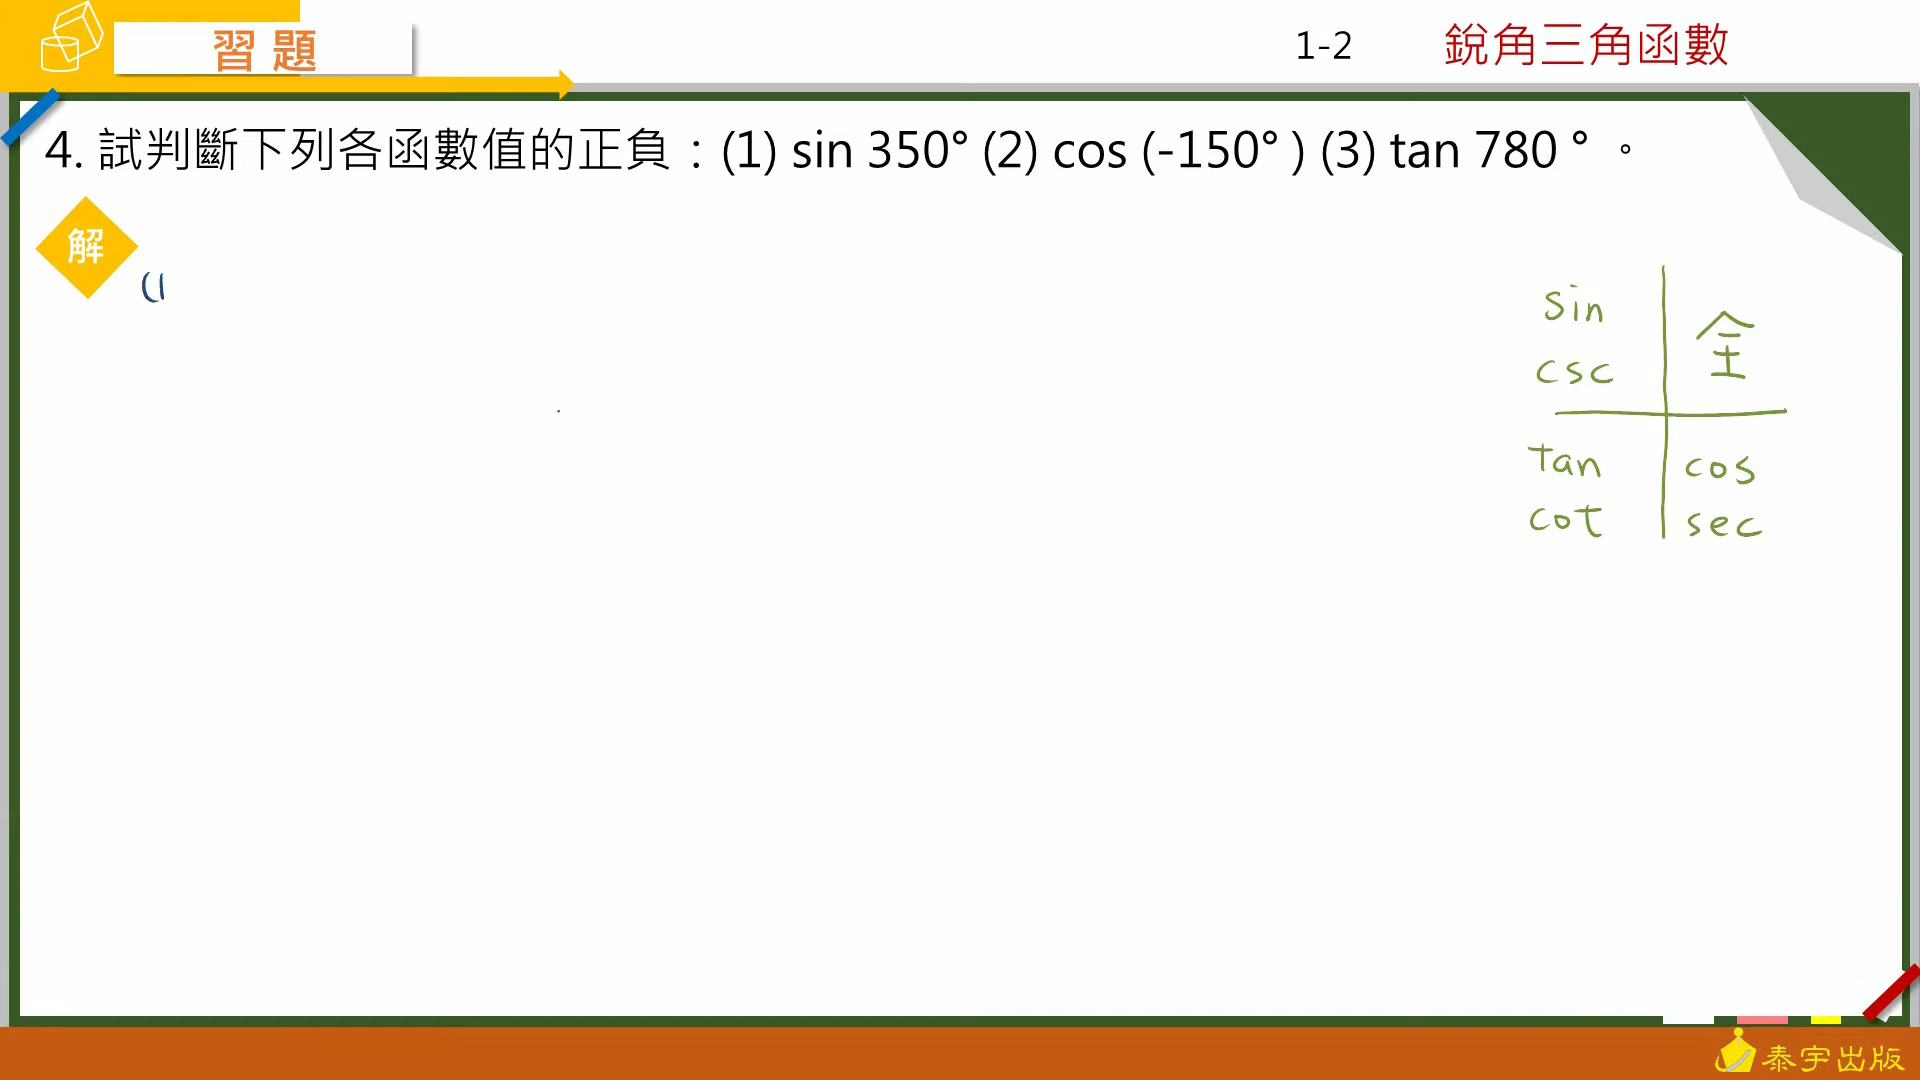 習題
1-2 銳角三角函數
4. 試判斷下列各函數值的正負：(1) sin 350° (2) cos (-150° ) (3) tan 780 ° 。
解
(1
sin
csc
全
tan
cot
cos
sec
泰宇出版